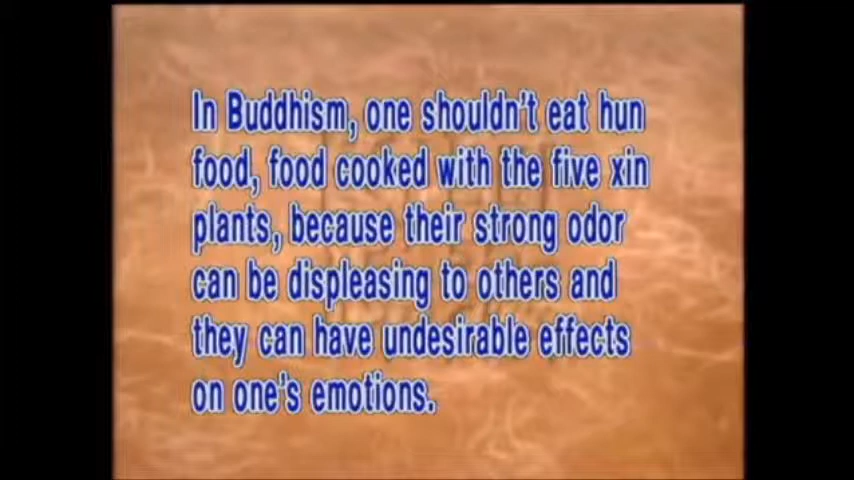 In Buddhism, one shouldn't eat hun
food, food cooked with the five xin
plants, because their strong odor
can be displeasing to others and
they can have undesirable effects
on one's emotions.